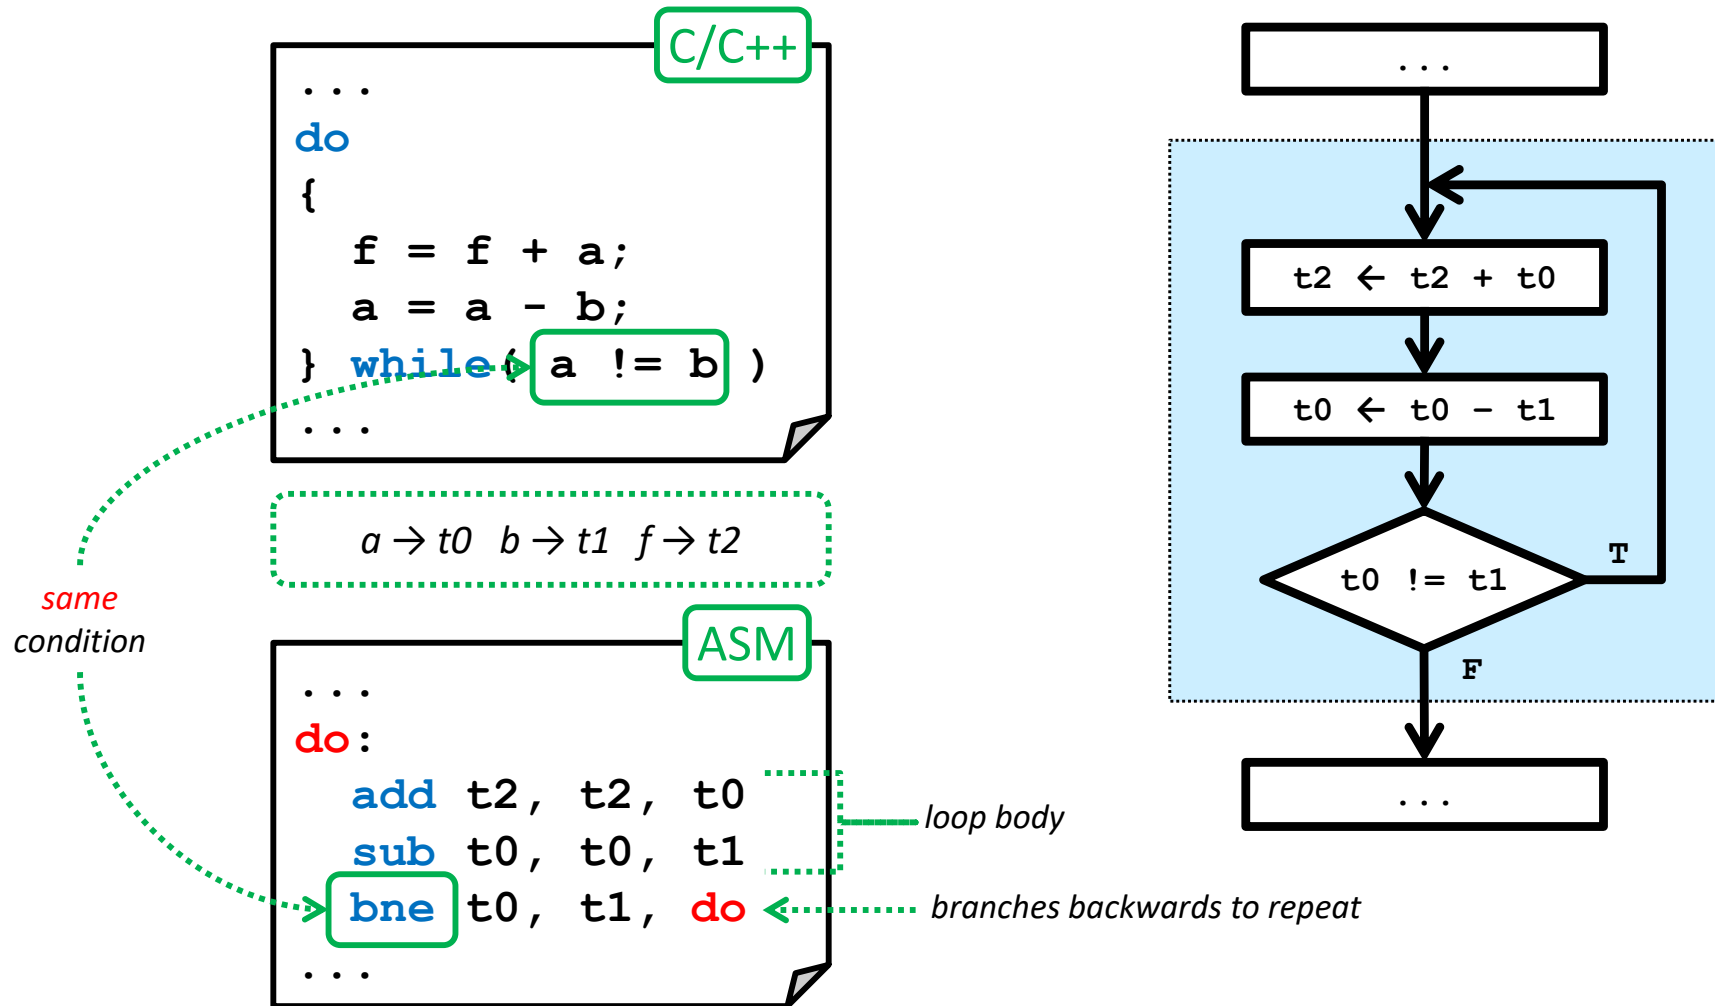 C/C++
...
do
{
f = f + a;
a = a - b;
} while( a != b )
...
a → t0 b → t1 f → t2
same
condition
ASM
...
do:
add t2, t2, t0
sub t0, t0, t1
bne t0, t1, do
...
loop body
branches backwards to repeat
...
t2 ← t2 + t0
t0 ← t0 - t1
t0 != t1
T
F
...